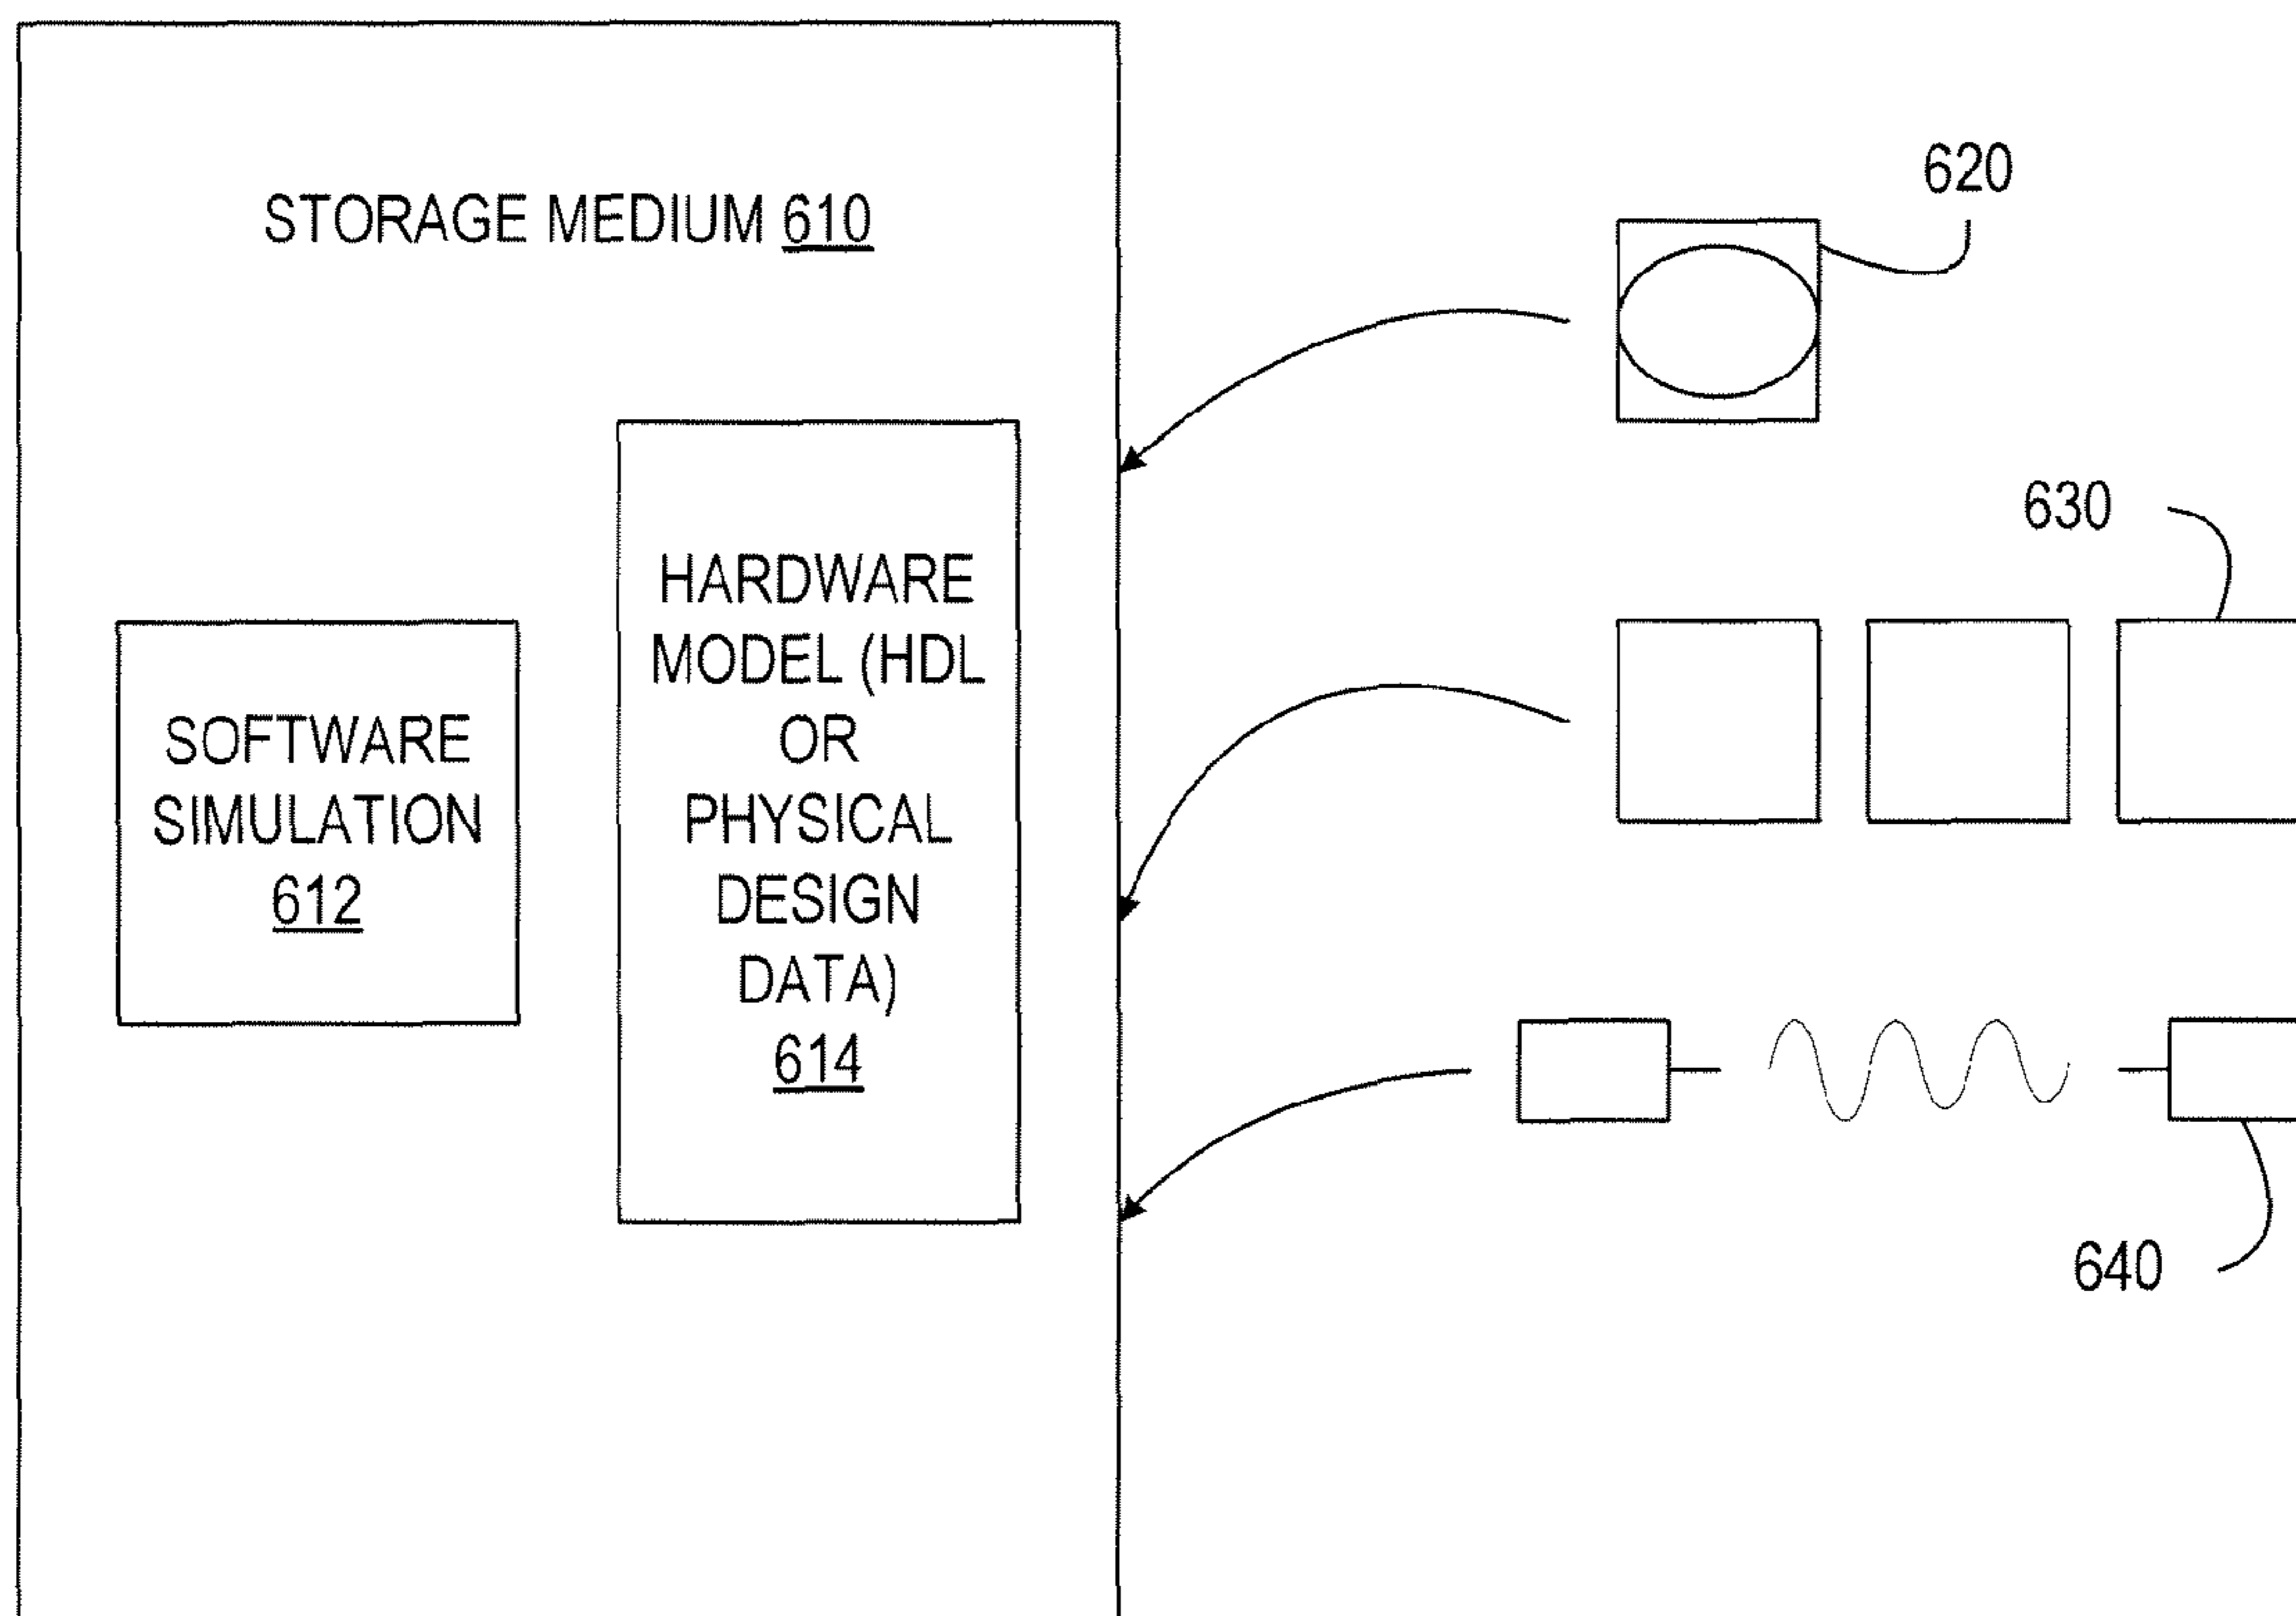 STORAGE MEDIUM 610
SOFTWARE
SIMULATION
612
HARDWARE
MODEL (HDL
OR
PHYSICAL
DESIGN
DATA)
614
620
630
640